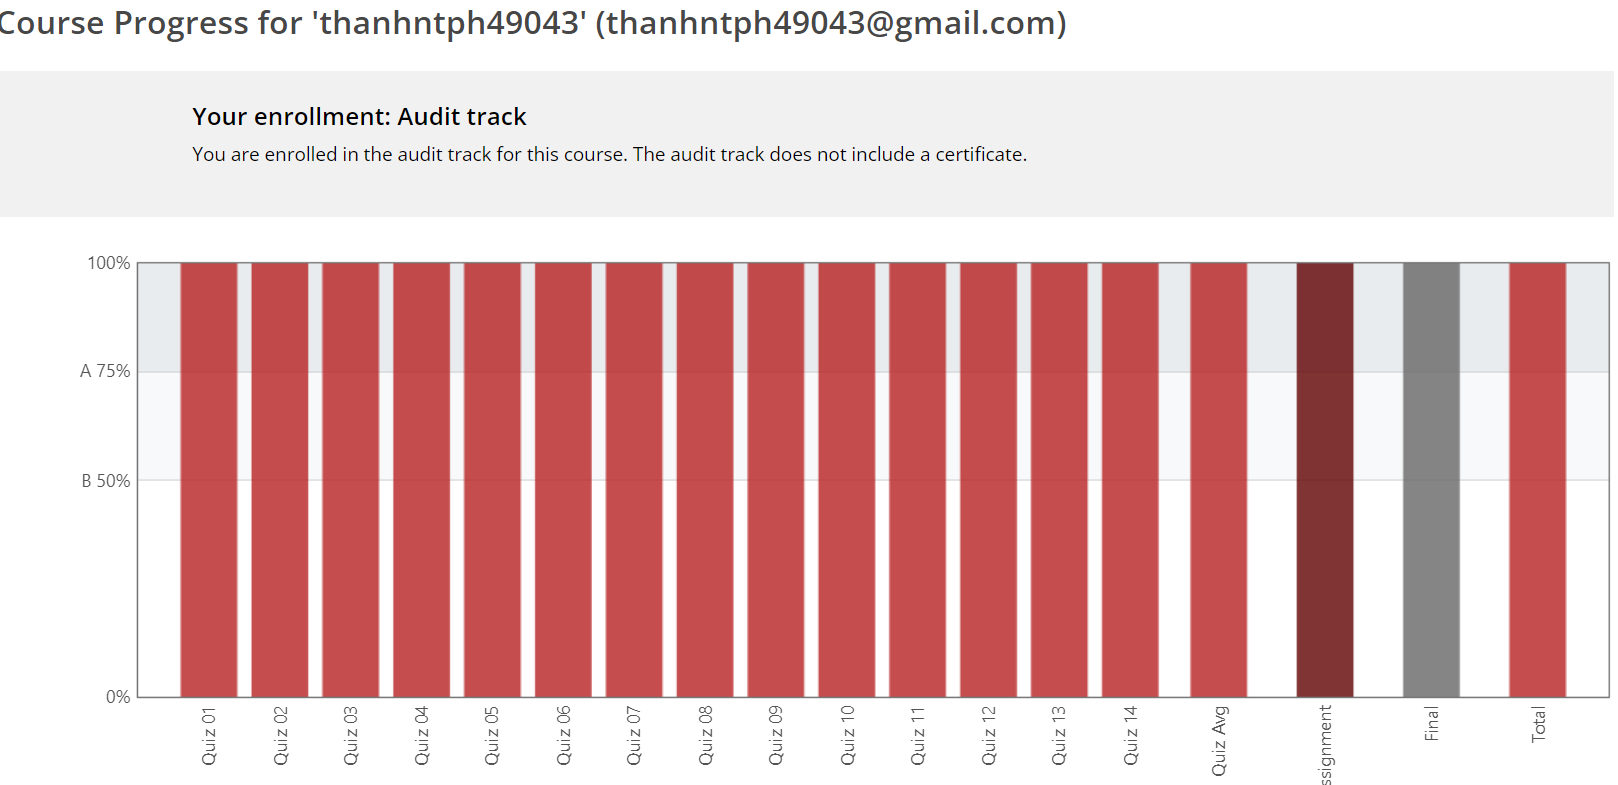 Course Progress for 'thanhntph49043' (thanhntph49043@gmail.com)
Your enrollment: Audit track
You are enrolled in the audit track for this course. The audit track does not include a certificate.
100%
A 75%
B 50%
0%
Quiz 01
Quiz 02
Quiz 03
Quiz 04
Quiz 05
Quiz 06
Quiz 07
Quiz 08
Quiz 09
Quiz 10
Quiz 11
Quiz 12
Quiz 13
Quiz 14
Quiz Avg
ssignment
Final
Total